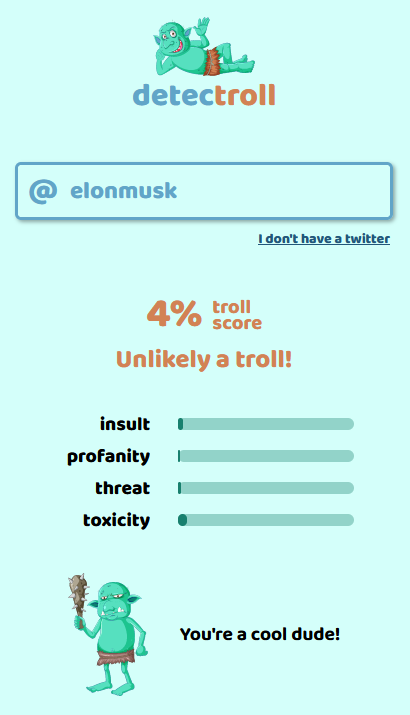 detectroll
@ elonmusk
I don't have a twitter
4% troll score
Unlikely a troll!
insult
profanity
threat
toxicity
You're a cool dude!